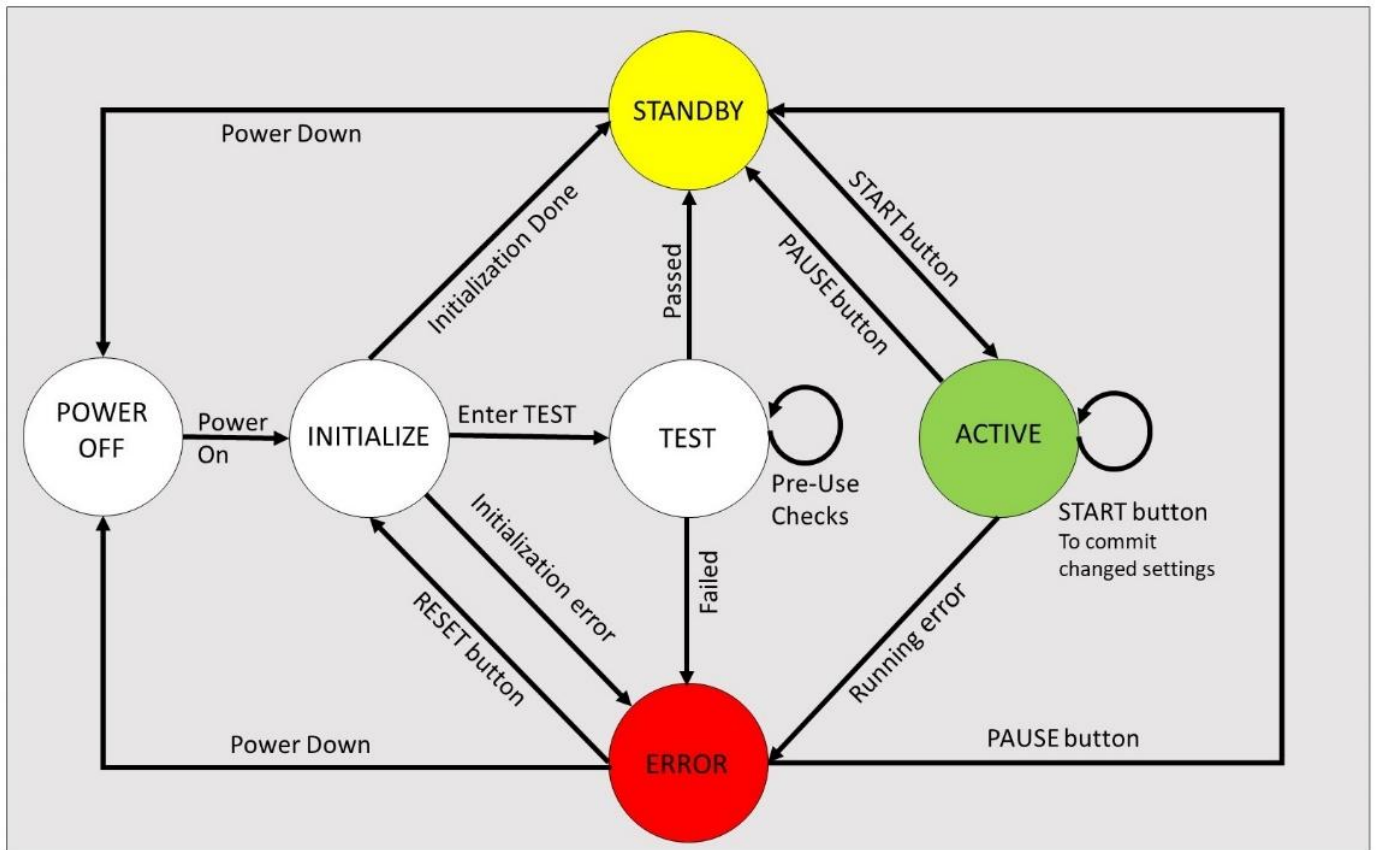 STANDBY
Power Down
START button
Initialization Done
Passed
PAUSE button
POWER
OFF
Power
On
INITIALIZE
Enter TEST
TEST
ACTIVE
Pre-Use
Checks
START button
To commit
changed settings
Initialization error
RESET button
Failed
Running error
Power Down
ERROR
PAUSE button